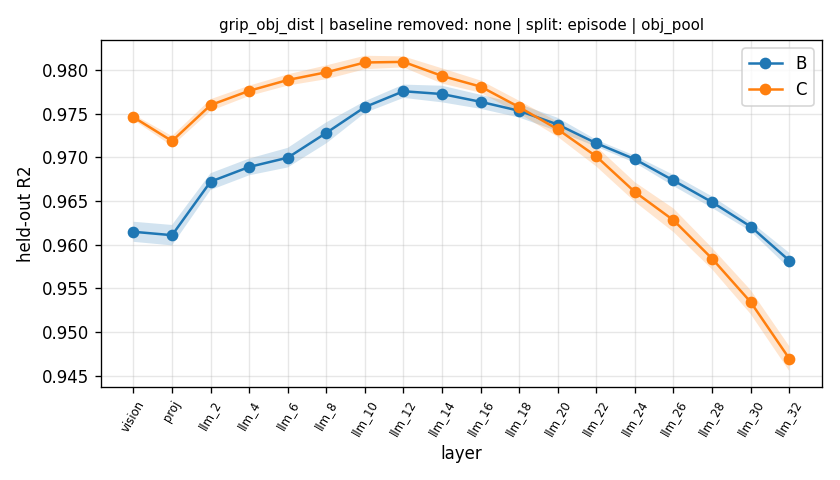 grip_obj_dist | baseline removed: none | split: episode | obj_pool
B
C
held-out R2
0.980
0.975
0.970
0.965
0.960
0.955
0.950
0.945
vision
proj
llm_2
llm_4
llm_6
llm_8
llm_10
llm_12
llm_14
llm_16
llm_18
llm_20
llm_22
llm_24
llm_26
llm_28
llm_30
llm_32
layer